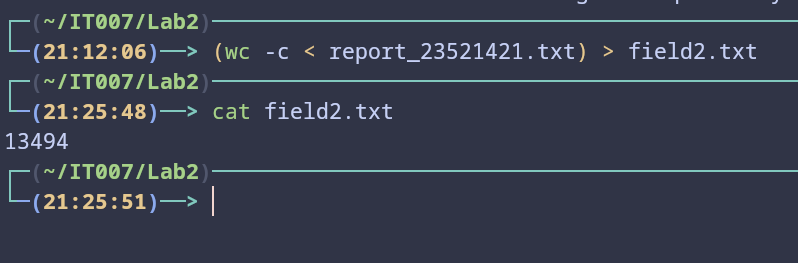 (~/IT007/Lab2)
(21:12:06)—> (wc -c < report_23521421.txt) > field2.txt
(~/IT007/Lab2)
(21:25:48)—> cat field2.txt
13494
(~/IT007/Lab2)
(21:25:51)—>